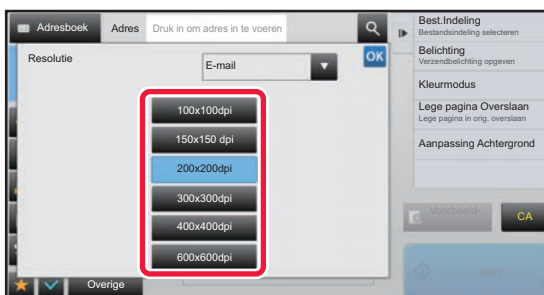 Adresboek
Adres
Druk in om adres in te voeren
Resolutie
E-mail
OK
100x100dpi
150x150 dpi
200x200dpi
300x300dpi
400x400dpi
600x600dpi
Overige
Best.Indeling
Bestandsindeling selecteren
Belichting
Verzendbelichting opgeven
Kleurmodus
Lege pagina Overslaan
Lege pagina in orig. overslaan
Aanpassing Achtergrond
Voorbeeld-
CA
Start